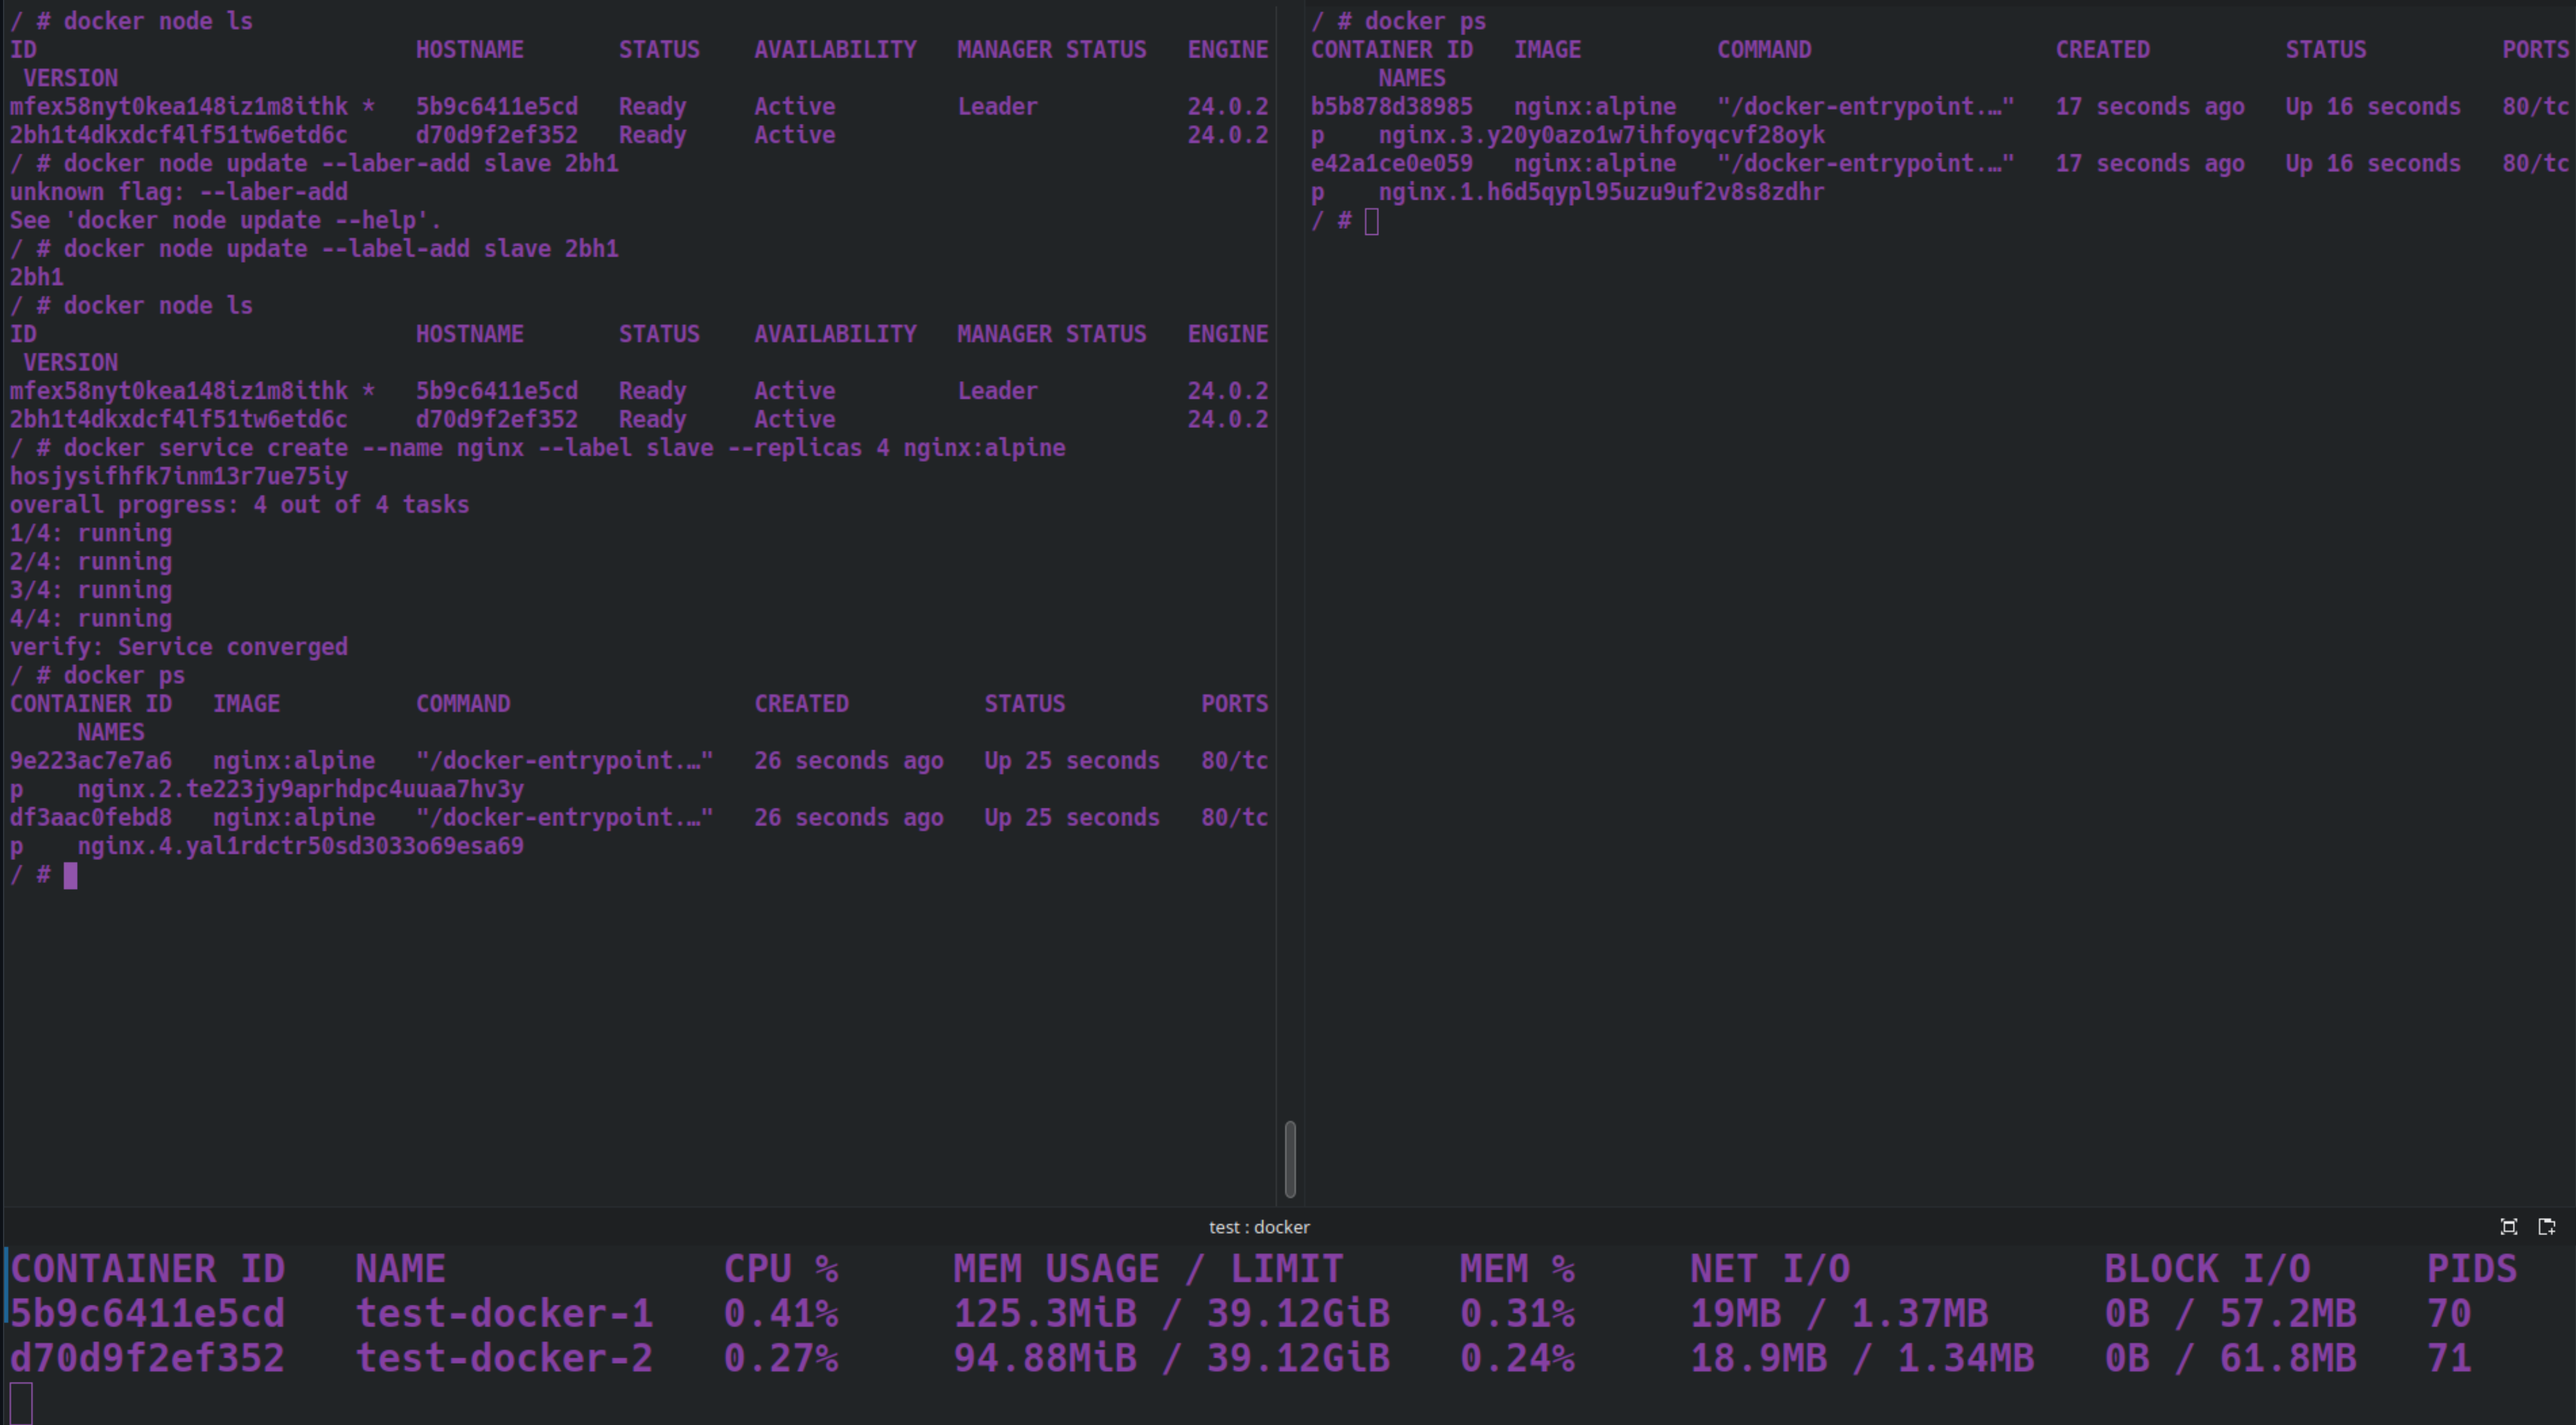 / # docker node ls
ID                            HOSTNAME       STATUS    AVAILABILITY   MANAGER STATUS   ENGINE
 VERSION
mfex58nyt0kea148iz1m8ithk *   5b9c6411e5cd   Ready     Active         Leader           24.0.2
2bh1t4dkxdcf4lf51tw6etd6c     d70d9f2ef352   Ready     Active                          24.0.2
/ # docker node update --laber-add slave 2bh1
unknown flag: --laber-add
See 'docker node update --help'.
/ # docker node update --label-add slave 2bh1
2bh1
/ # docker node ls
ID                            HOSTNAME       STATUS    AVAILABILITY   MANAGER STATUS   ENGINE
 VERSION
mfex58nyt0kea148iz1m8ithk *   5b9c6411e5cd   Ready     Active         Leader           24.0.2
2bh1t4dkxdcf4lf51tw6etd6c     d70d9f2ef352   Ready     Active                          24.0.2
/ # docker service create --name nginx --label slave --replicas 4 nginx:alpine
hosjysifhfk7inm13r7ue75iy
overall progress: 4 out of 4 tasks
1/4: running
2/4: running
3/4: running
4/4: running
verify: Service converged
/ # docker ps
CONTAINER ID   IMAGE          COMMAND                  CREATED          STATUS          PORTS
     NAMES
9e223ac7e7a6   nginx:alpine   "/docker-entrypoint.…"   26 seconds ago   Up 25 seconds   80/tc
p    nginx.2.te223jy9aprhdpc4uuaa7hv3y
df3aac0febd8   nginx:alpine   "/docker-entrypoint.…"   26 seconds ago   Up 25 seconds   80/tc
p    nginx.4.yal1rdctr50sd3033o69esa69
/ #
/ # docker ps
CONTAINER ID   IMAGE          COMMAND                  CREATED          STATUS          PORTS
     NAMES
b5b878d38985   nginx:alpine   "/docker-entrypoint.…"   17 seconds ago   Up 16 seconds   80/tc
p    nginx.3.y20y0azo1w7ihfoyqcvf28oyk
e42a1ce0e059   nginx:alpine   "/docker-entrypoint.…"   17 seconds ago   Up 16 seconds   80/tc
p    nginx.1.h6d5qypl95uzu9uf2v8s8zdhr
/ #
test : docker
CONTAINER ID   NAME            CPU %     MEM USAGE / LIMIT     MEM %     NET I/O           BLOCK I/O     PIDS
5b9c6411e5cd   test-docker-1   0.41%     125.3MiB / 39.12GiB   0.31%     19MB / 1.37MB     0B / 57.2MB   70
d70d9f2ef352   test-docker-2   0.27%     94.88MiB / 39.12GiB   0.24%     18.9MB / 1.34MB   0B / 61.8MB   71